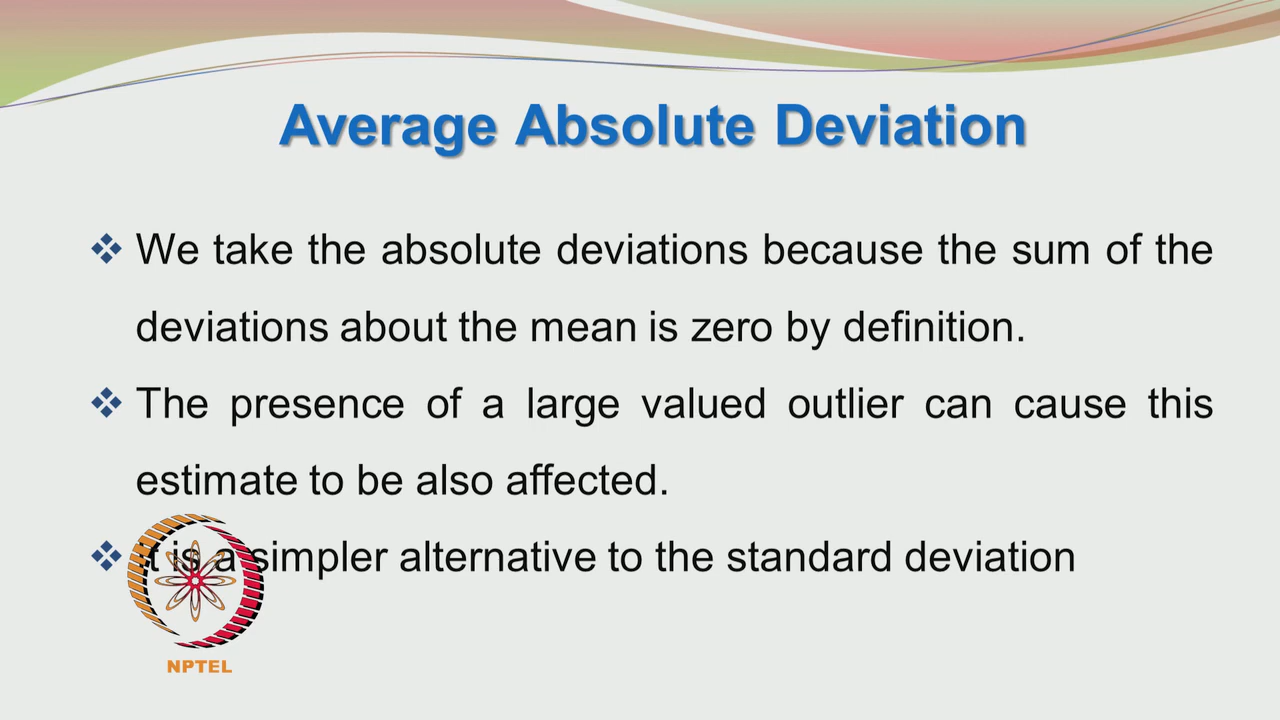 Average Absolute Deviation
We take the absolute deviations because the sum of the
deviations about the mean is zero by definition.
The presence of a large valued outlier can cause this
estimate to be also affected.
It is a simpler alternative to the standard deviation
NPTEL